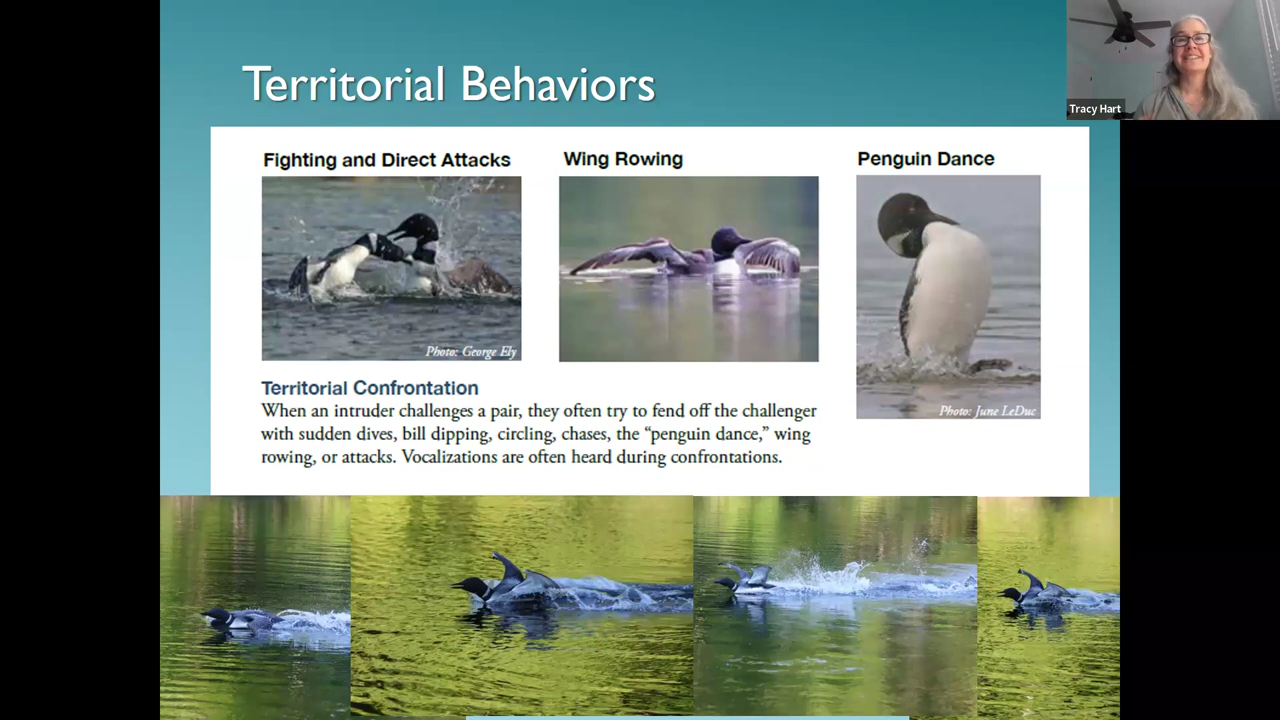 Territorial Behaviors
Tracy Hart
Fighting and Direct Attacks
Wing Rowing
Penguin Dance
Photo: George Ely
Photo: June LeDuc
Territorial Confrontation
When an intruder challenges a pair, they often try to fend off the challenger
with sudden dives, bill dipping, circling, chases, the “penguin dance,” wing
rowing, or attacks. Vocalizations are often heard during confrontations.